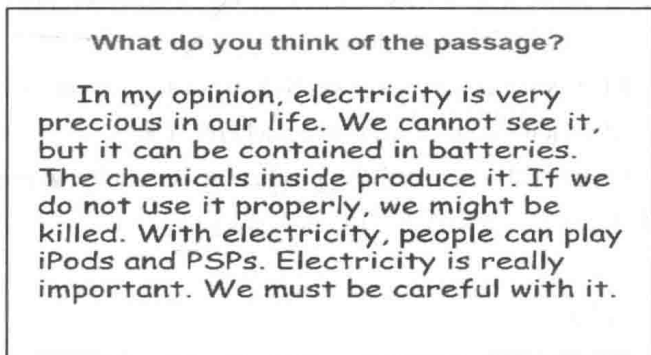 What do you think of the passage?
In my opinion, electricity is very
precious in our life. We cannot see it,
but it can be contained in batteries.
The chemicals inside produce it. If we
do not use it properly, we might be
killed. With electricity, people can play
iPods and PSPs. Electricity is really
important. We must be careful with it.